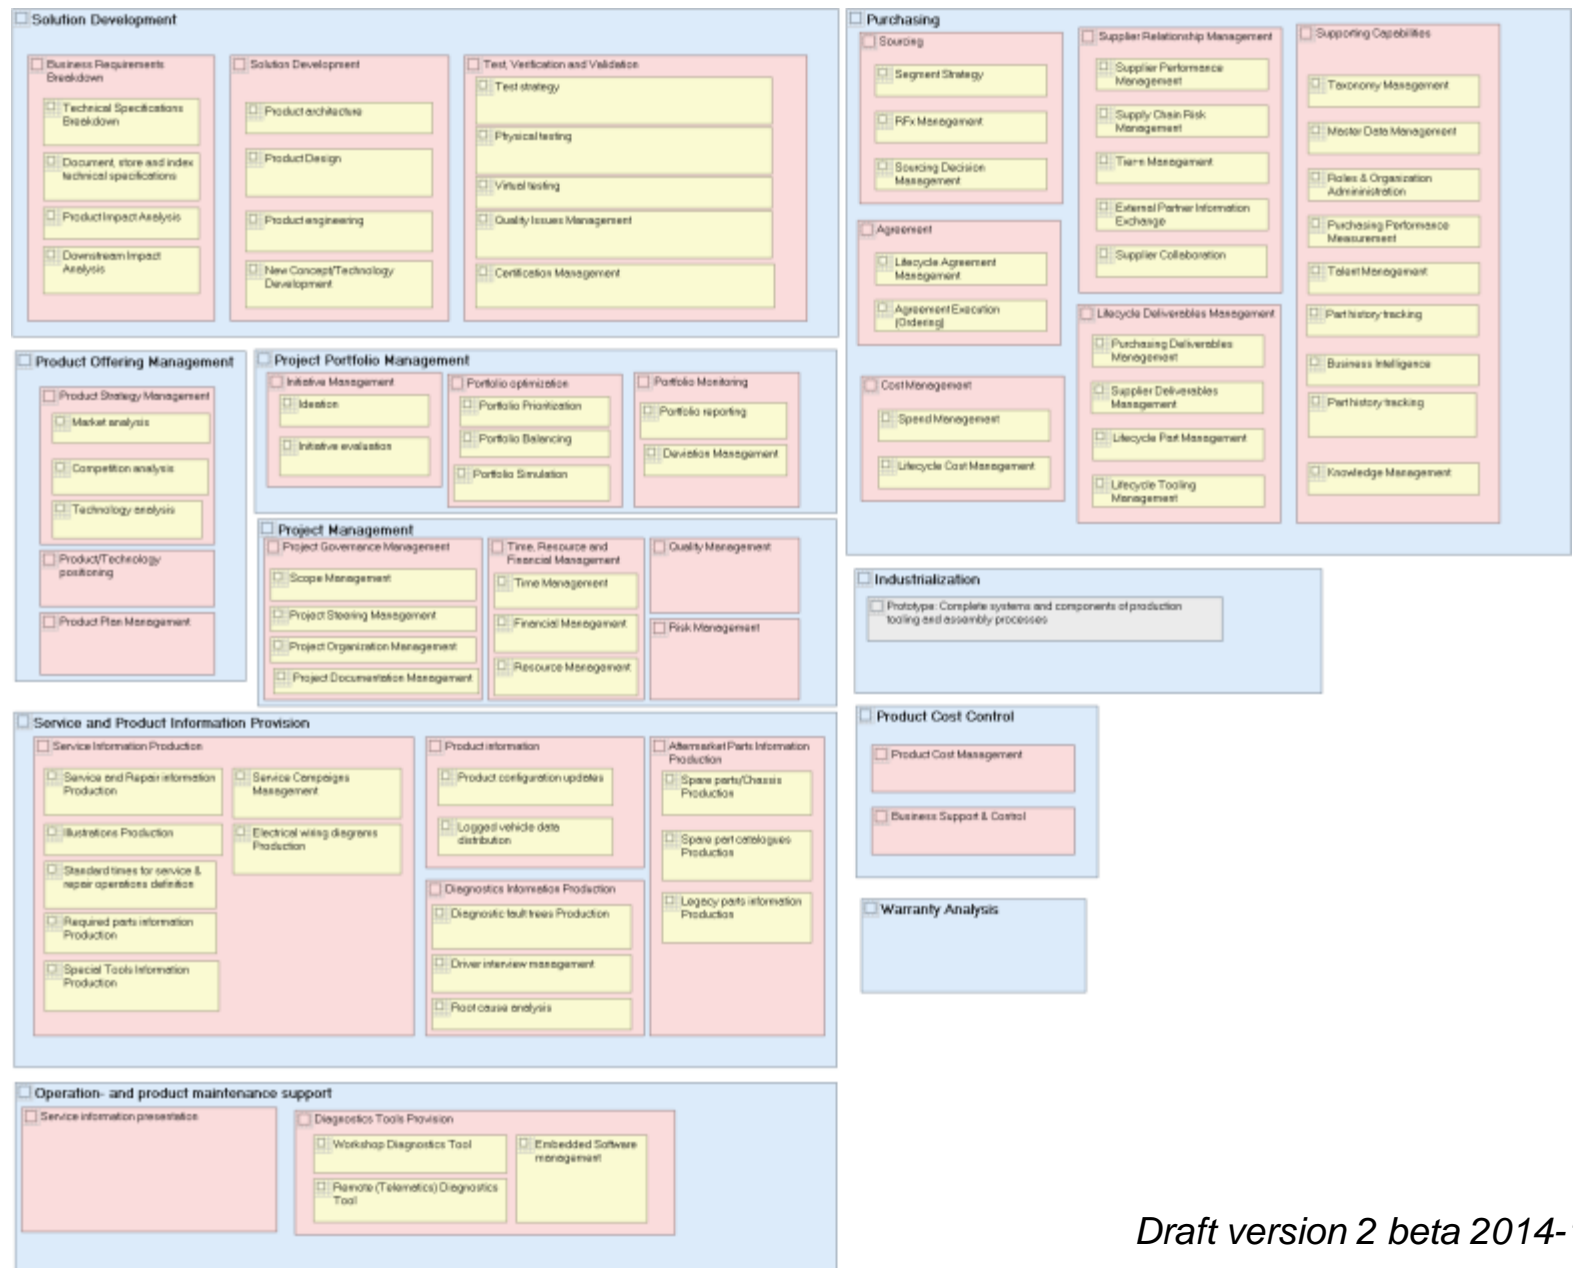 Solution Development
Business Requirements
Breakdown
Technical Specifications
Breakdown
Document, store and index
technical specifications
Product Impact Analysis
Downstream Impact
Analysis
Solution Development
Product architecture
Product Design
Product engineering
New Concept/Technology
Development
Test, Verification and Validation
Test strategy
Physical testing
Virtual testing
Quality Issues Management
Certification Management
Product Offering Management
Product Strategy Management
Market analysis
Competition analysis
Technology analysis
Product/Technology
positioning
Product Plan Management
Project Portfolio Management
Initiative Management
Ideation
Initiative evaluation
Portfolio optimization
Portfolio Prioritization
Portfolio Balancing
Portfolio Simulation
Portfolio Monitoring
Portfolio reporting
Deviation Management
Project Management
Project Governance Management
Scope Management
Project Steering Management
Project Organization Management
Project Documentation Management
Time, Resource and
Financial Management
Time Management
Financial Management
Resource Management
Quality Management
Risk Management
Service and Product Information Provision
Service Information Production
Service and Repair information
Production
Illustrations Production
Standard times for service &
repair operations definition
Required parts information
Production
Special Tools Information
Production
Service Campaigns
Management
Electrical wiring diagrams
Production
Product information
Product configuration updates
Logged vehicle data
distribution
Diagnostics Information Production
Diagnostic fault trees Production
Driver interview management
Root cause analysis
Aftermarket Parts Information
Production
Spare parts/Chassis
Production
Spare part catalogues
Production
Legacy parts information
Production
Operation- and product maintenance support
Service information presentation
Diagnostics Tools Provision
Workshop Diagnostics Tool
Remote (Telematics) Diagnostics
Tool
Embedded Software
management
Purchasing
Sourcing
Segment Strategy
RFx Management
Sourcing Decision
Management
Agreement
Lifecycle Agreement
Management
Agreement Execution
(Ordering)
Cost Management
Spend Management
Lifecycle Cost Management
Supplier Relationship Management
Supplier Performance
Management
Supply Chain Risk
Management
Tier-n Management
External Partner Information
Exchange
Supplier Collaboration
Lifecycle Deliverables Management
Purchasing Deliverables
Management
Supplier Deliverables
Management
Lifecycle Part Management
Lifecycle Tooling
Management
Supporting Capabilities
Taxonomy Management
Master Data Management
Roles & Organization
Admininistration
Purchasing Performance
Measurement
Talent Management
Part history tracking
Business Intelligence
Part history tracking
Knowledge Management
Industrialization
Prototype: Complete systems and components of production
tooling and assembly processes
Product Cost Control
Product Cost Management
Business Support & Control
Warranty Analysis
Draft version 2 beta 2014-